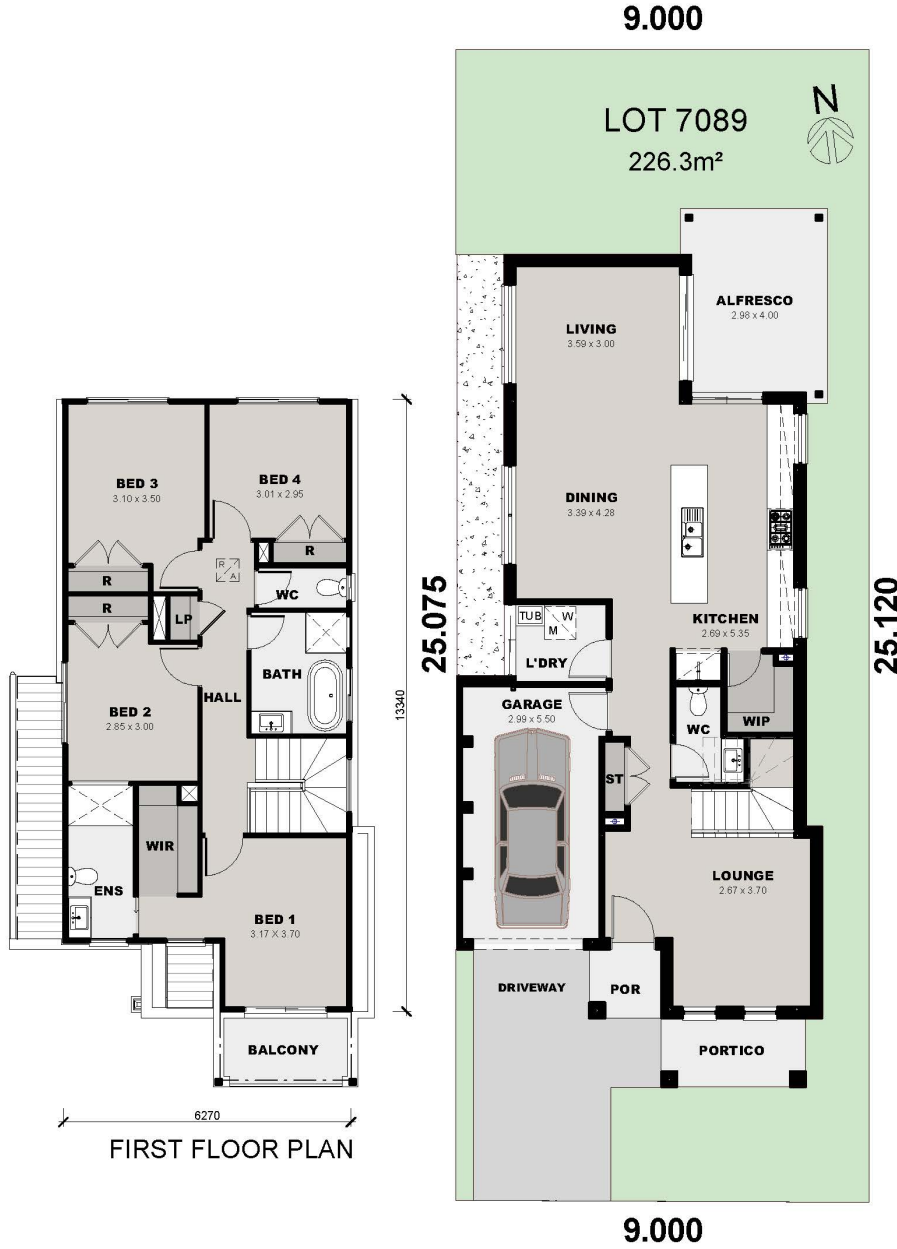 9.000
LOT 7089
226.3m²
N
ALFRESCO
2.98 x 4.00
LIVING
3.59 x 3.00
DINING
3.39 x 4.28
KITCHEN
2.69 x 5.35
TUB
W
M
L'DRY
GARAGE
2.99 x 5.50
WC
WIP
ST
LOUNGE
2.67 x 3.70
DRIVEWAY
POR
PORTICO
25.075
25.120
9.000
BED 3
3.10 x 3.50
BED 4
3.01 x 2.95
R
R
R
R
A
WC
LP
BATH
HALL
BED 2
2.85 x 3.00
WIR
ENS
BED 1
3.17 X 3.70
BALCONY
13340
6270
FIRST FLOOR PLAN